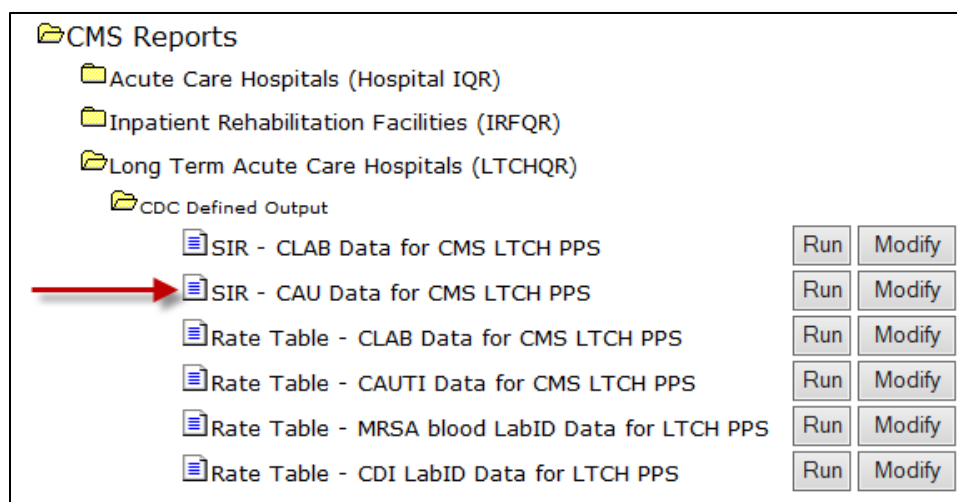 CMS Reports
Acute Care Hospitals (Hospital IQR)
Inpatient Rehabilitation Facilities (IRFQR)
Long Term Acute Care Hospitals (LTCHQR)
CDC Defined Output
SIR - CLAB Data for CMS LTCH PPS Run Modify
SIR - CAU Data for CMS LTCH PPS Run Modify
Rate Table - CLAB Data for CMS LTCH PPS Run Modify
Rate Table - CAUTI Data for CMS LTCH PPS Run Modify
Rate Table - MRSA blood LabID Data for LTCH PPS Run Modify
Rate Table - CDI LabID Data for LTCH PPS Run Modify